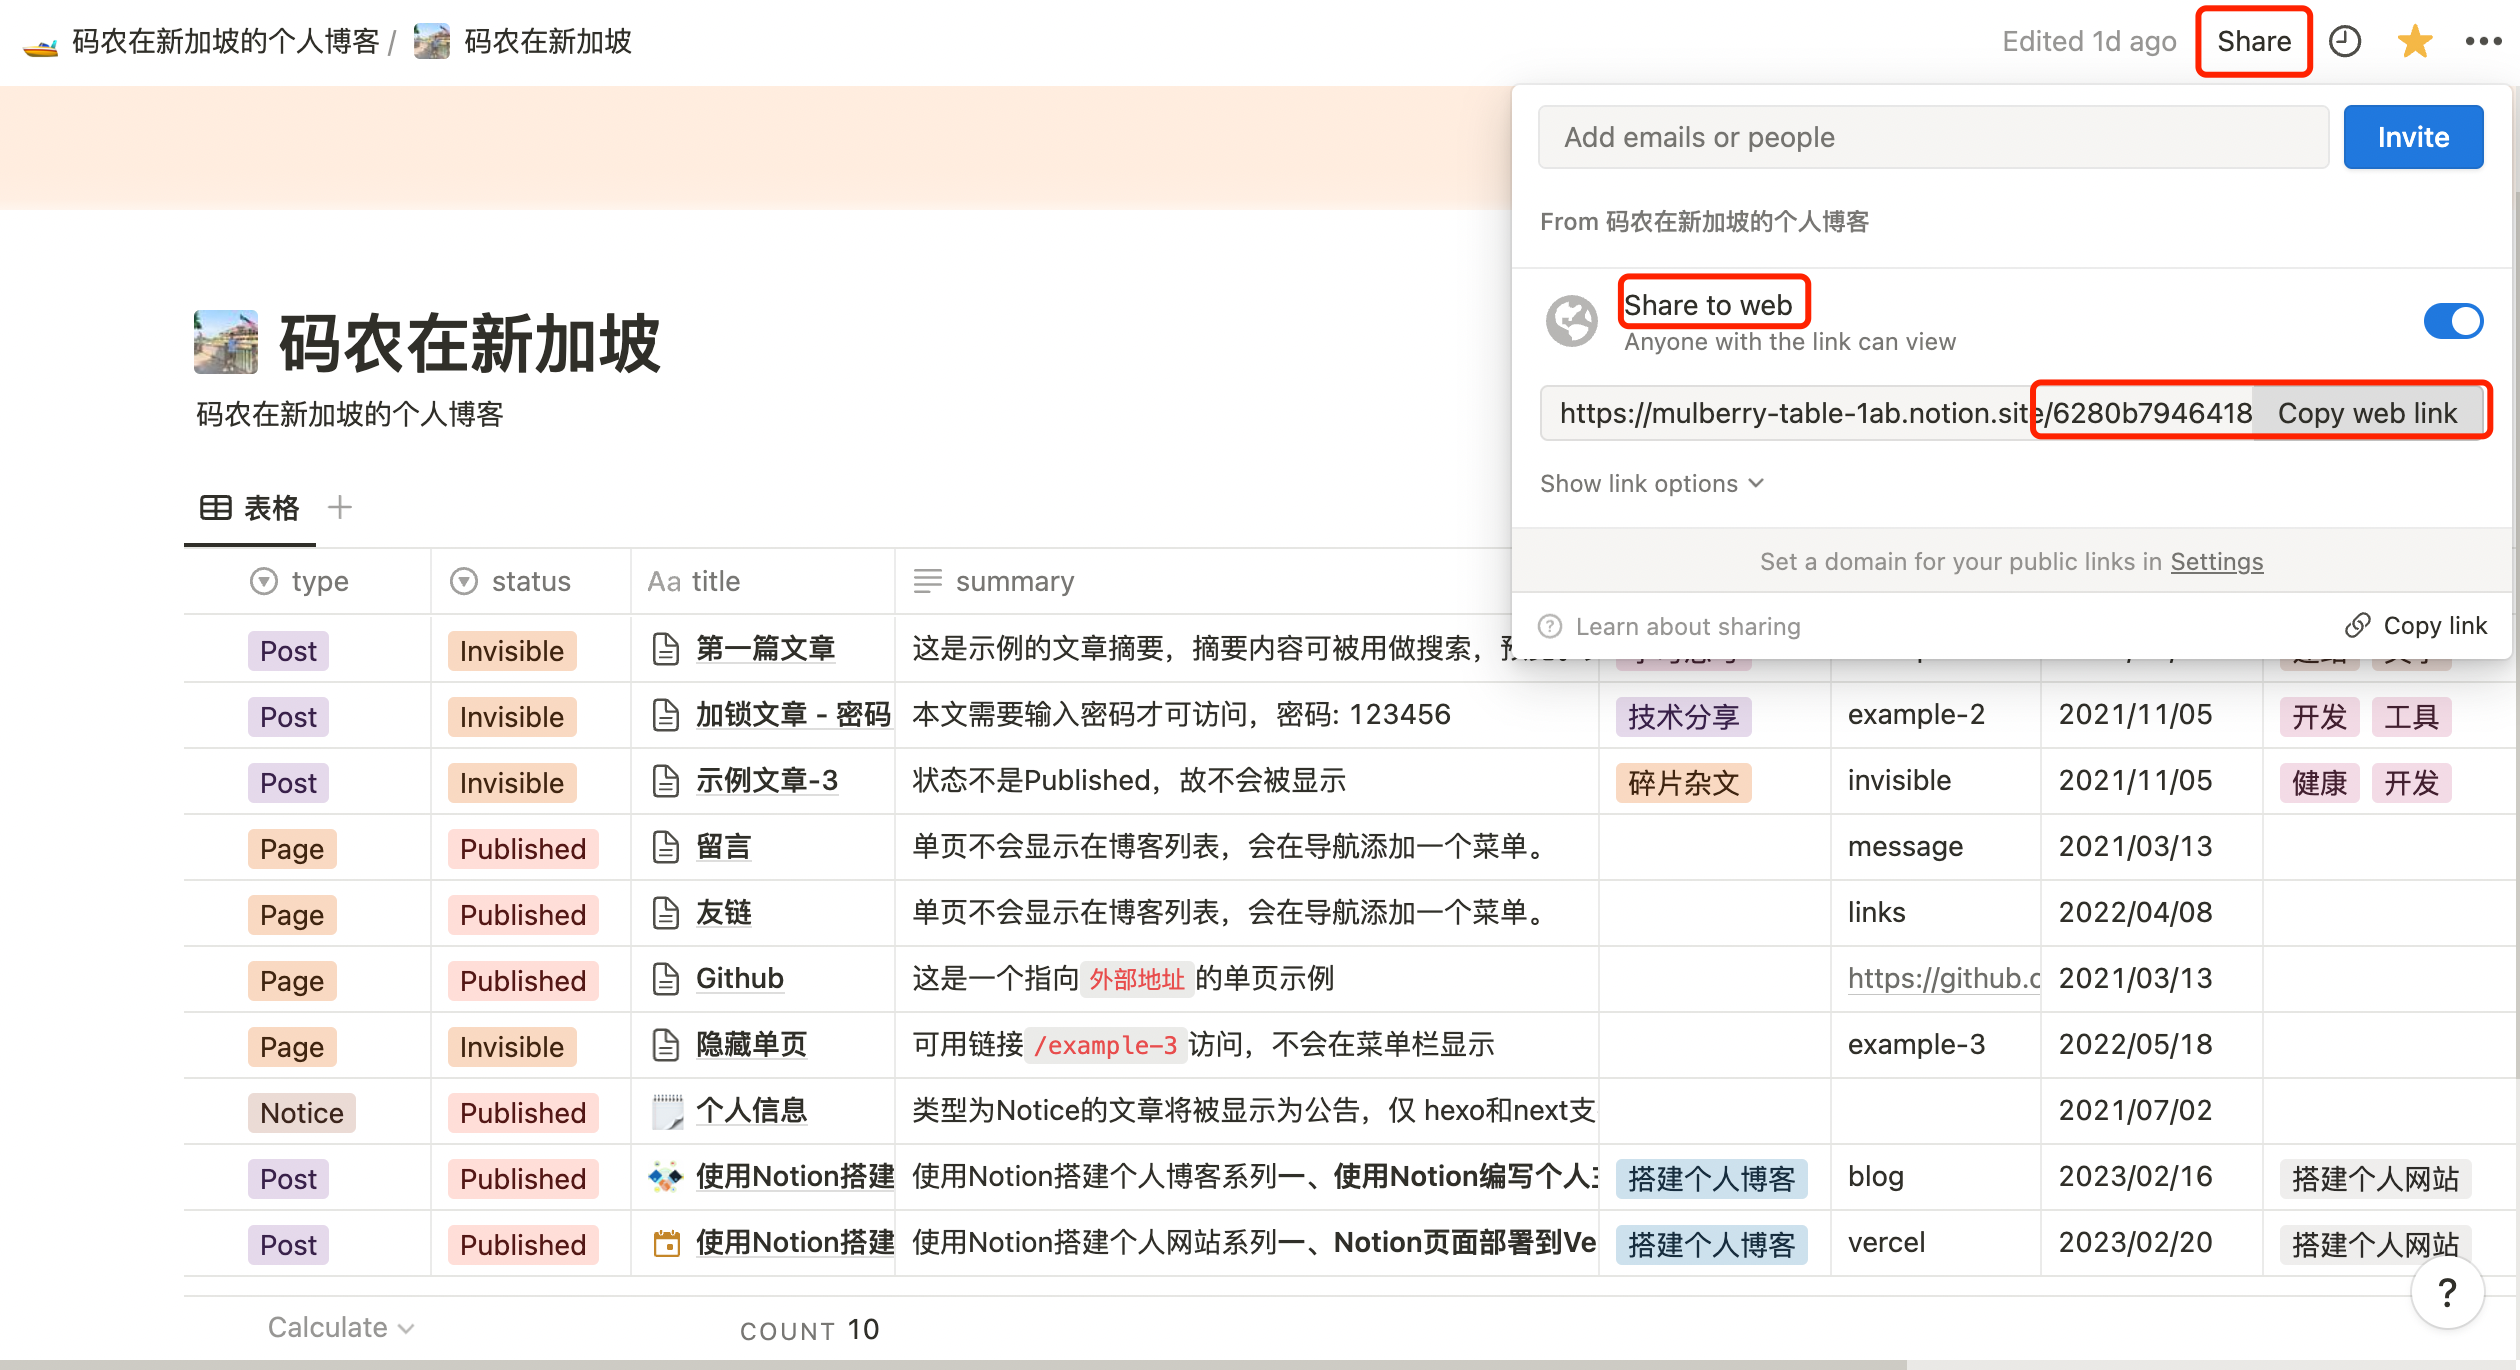 码农在新加坡的个人博客 / 码农在新加坡
Edited 1d ago Share
Add emails or people Invite
From 码农在新加坡的个人博客
Share to web
Anyone with the link can view
https://mulberry-table-1ab.notion.site/6280b7946418 Copy web link
Show link options
Set a domain for your public links in Settings
Learn about sharing Copy link
码农在新加坡
码农在新加坡的个人博客
表格
type status Aa title summary
Post Invisible 第一篇文章 这是示例的文章摘要，摘要内容可被用做搜索，
Post Invisible 加锁文章 - 密码 本文需要输入密码才可访问，密码: 123456 技术分享 example-2 2021/11/05 开发 工具
Post Invisible 示例文章-3 状态不是Published，故不会被显示 碎片杂文 invisible 2021/11/05 健康 开发
Page Published 留言 单页不会显示在博客列表，会在导航添加一个菜单。 message 2021/03/13
Page Published 友链 单页不会显示在博客列表，会在导航添加一个菜单。 links 2022/04/08
Page Published Github 这是一个指向 外部地址 的单页示例 https://github.c 2021/03/13
Page Invisible 隐藏单页 可用链接 /example-3 访问，不会在菜单栏显示 example-3 2022/05/18
Notice Published 个人信息 类型为Notice的文章将被显示为公告，仅 hexo和next支 2021/07/02
Post Published 使用Notion搭建 使用Notion搭建个人博客系列一、使用Notion编写个人 搭建个人博客 blog 2023/02/16 搭建个人网站
Post Published 使用Notion搭建 使用Notion搭建个人网站系列一、Notion页面部署到Ve 搭建个人博客 vercel 2023/02/20 搭建个人网站
Calculate COUNT 10
?